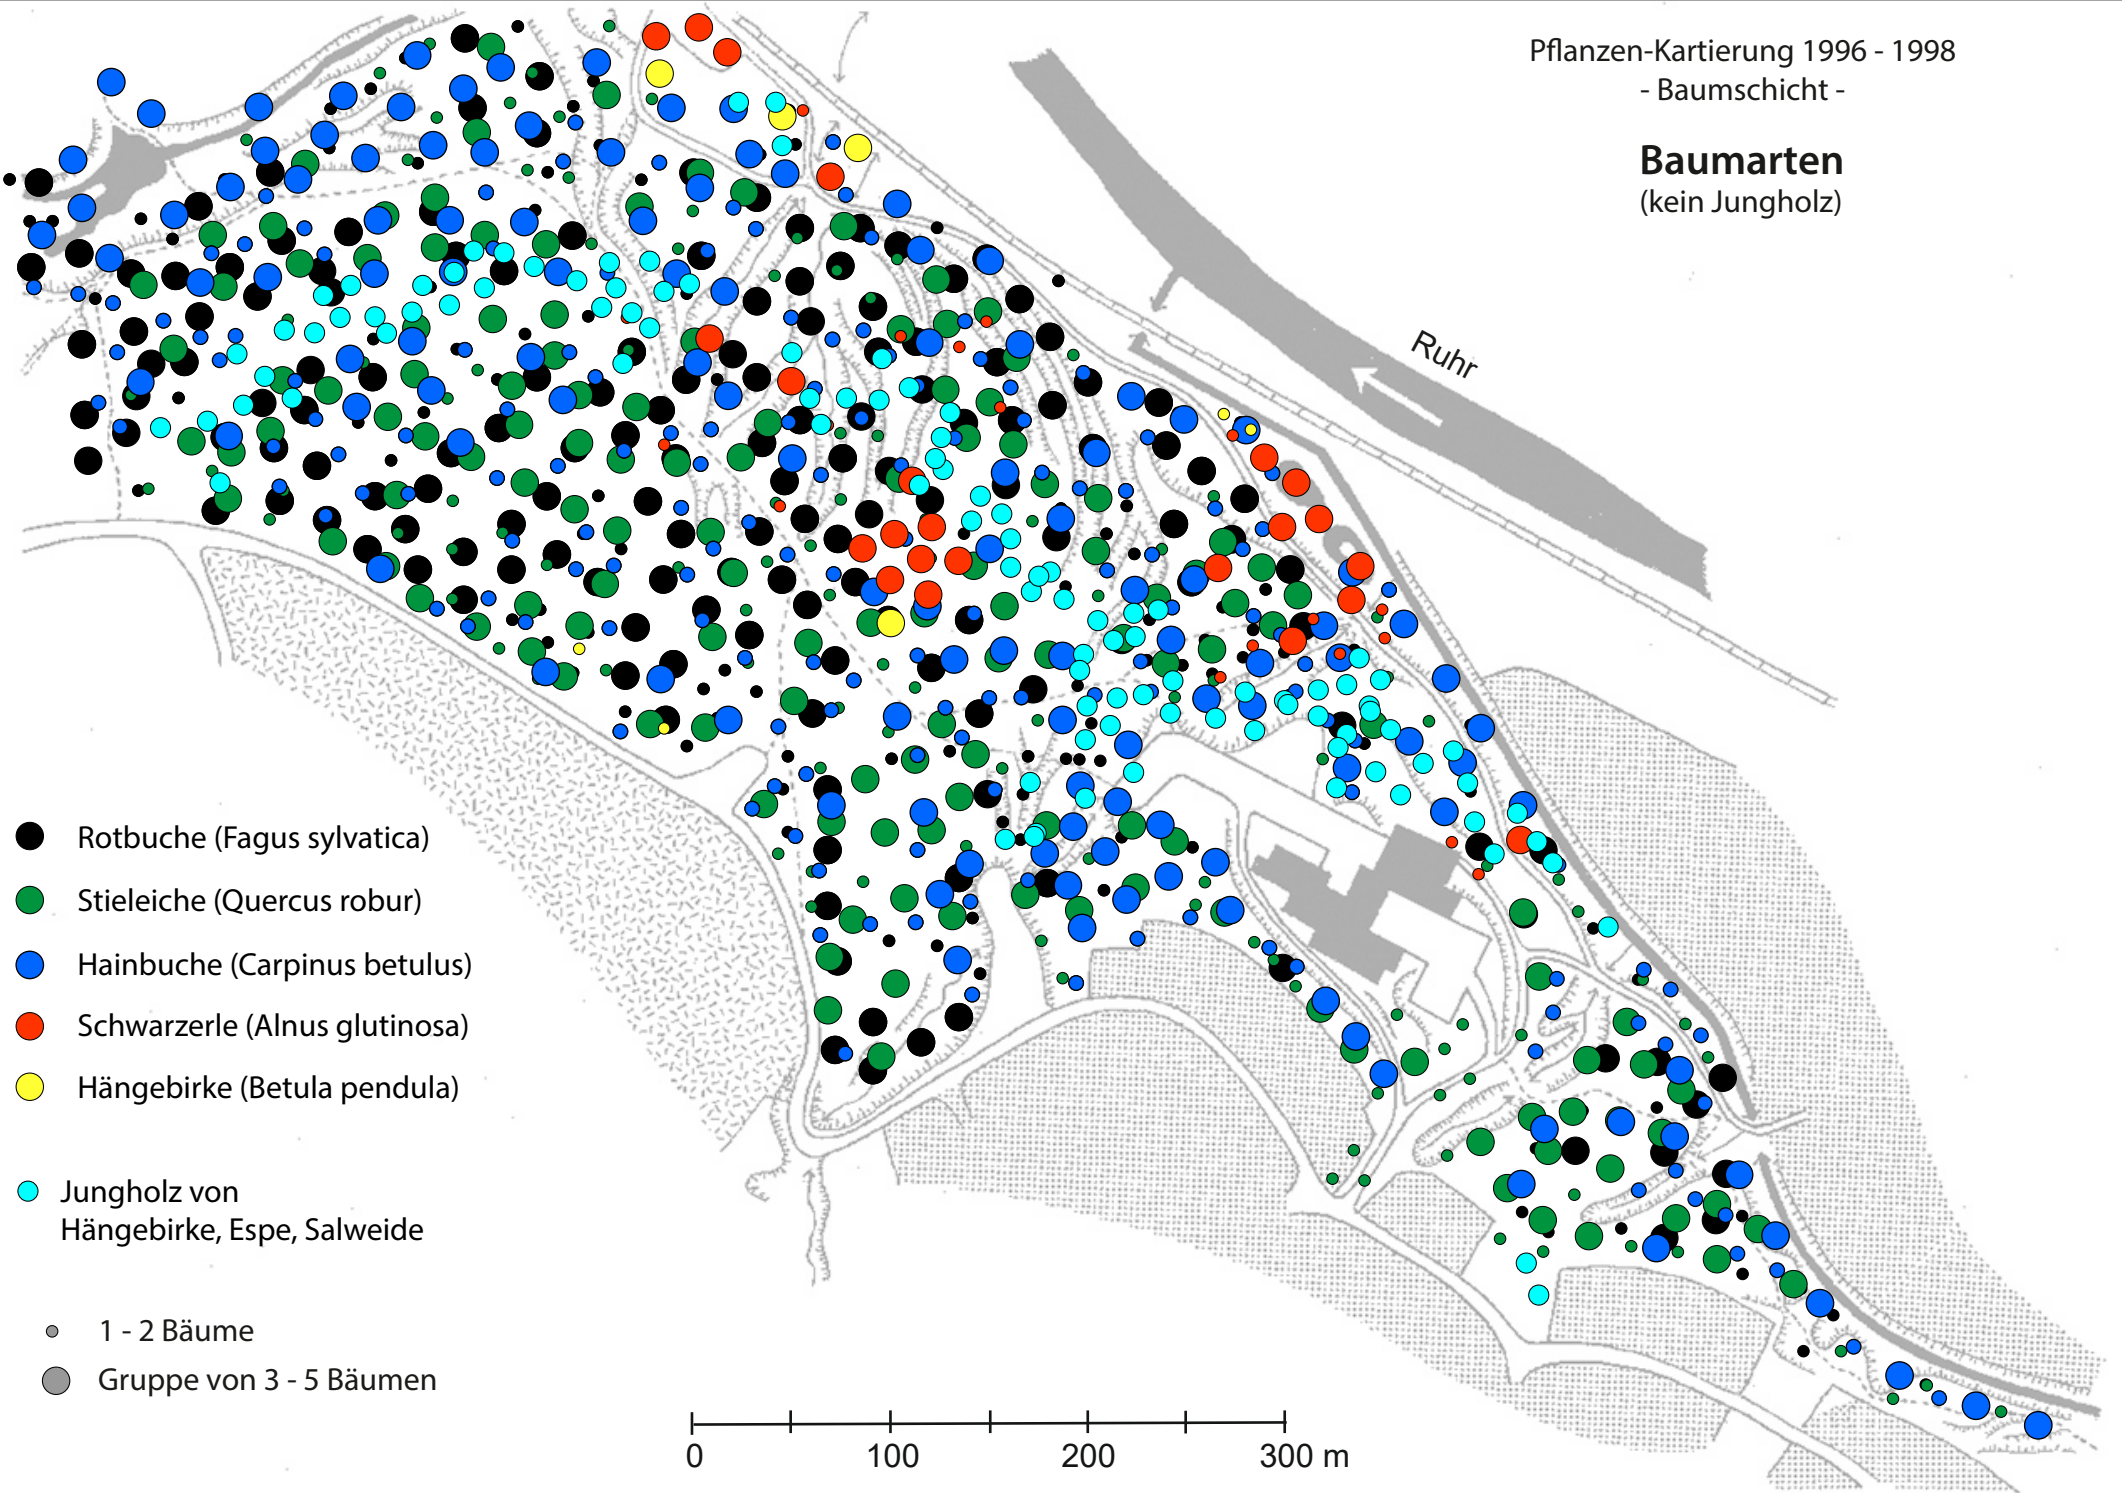 Pflanzen-Kartierung 1996 - 1998
- Baumschicht -
Baumarten
(kein Jungholz)
Ruhr
Rotbuche (Fagus sylvatica)
Stieleiche (Quercus robur)
Hainbuche (Carpinus betulus)
Schwarzerle (Alnus glutinosa)
Hängebirke (Betula pendula)
Jungholz von
Hängebirke, Espe, Salweide
1 - 2 Bäume
Gruppe von 3 - 5 Bäumen
0 100 200 300 m